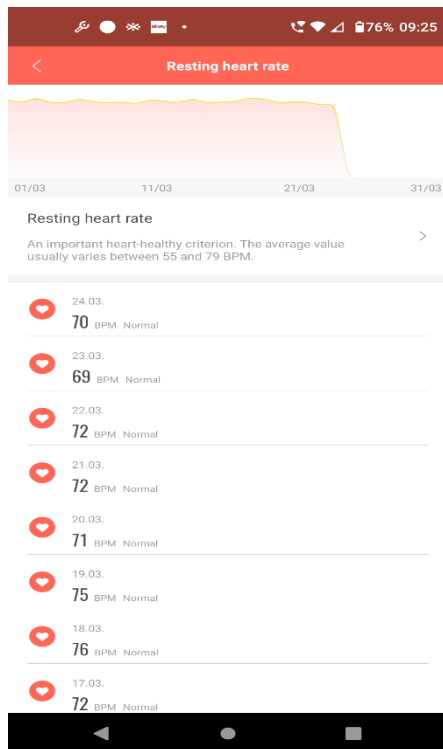 ebay
76% 09:25
Resting heart rate
01/03 11/03 21/03 31/03
Resting heart rate
An important heart-healthy criterion. The average value
usually varies between 55 and 79 BPM.
24.03.
70 BPM Normal
23.03.
69 BPM Normal
22.03.
72 BPM Normal
21.03.
72 BPM Normal
20.03.
71 BPM Normal
19.03.
75 BPM Normal
18.03.
76 BPM Normal
17.03.
72 BPM Normal